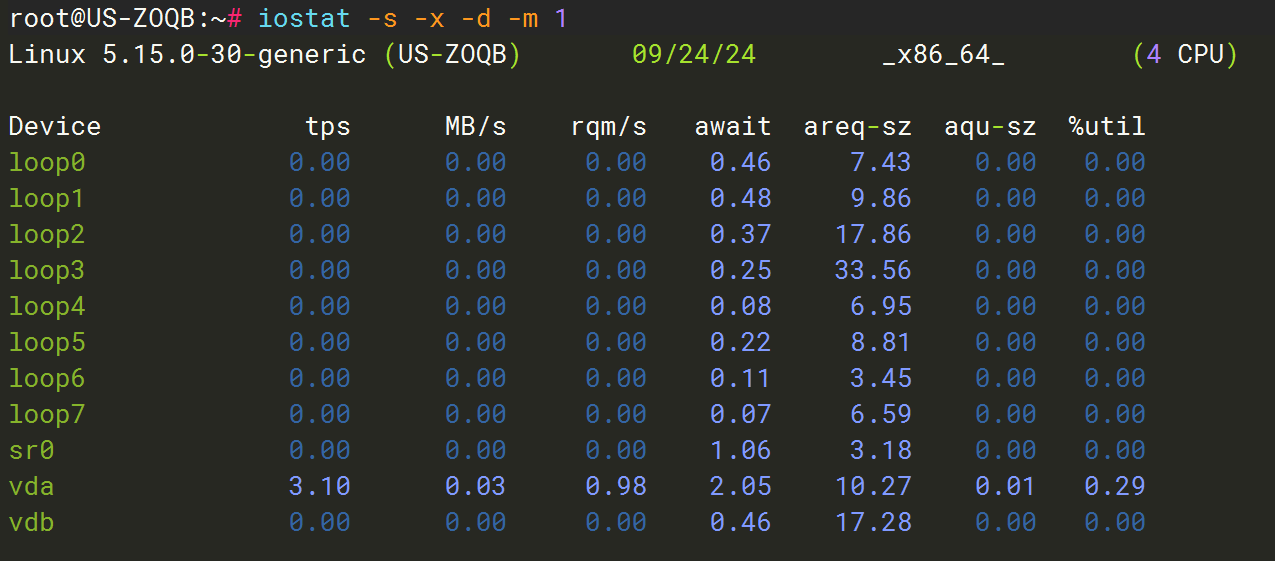 root@US-ZOQB:~# iostat -s -x -d -m 1
Linux 5.15.0-30-generic (US-ZOQB) 09/24/24 _x86_64_ (4 CPU)
Device tps MB/s rqm/s await areq-sz aqu-sz %util
loop0 0.00 0.00 0.00 0.46 7.43 0.00 0.00
loop1 0.00 0.00 0.00 0.48 9.86 0.00 0.00
loop2 0.00 0.00 0.00 0.37 17.86 0.00 0.00
loop3 0.00 0.00 0.00 0.25 33.56 0.00 0.00
loop4 0.00 0.00 0.00 0.08 6.95 0.00 0.00
loop5 0.00 0.00 0.00 0.22 8.81 0.00 0.00
loop6 0.00 0.00 0.00 0.11 3.45 0.00 0.00
loop7 0.00 0.00 0.00 0.07 6.59 0.00 0.00
sr0 0.00 0.00 0.00 1.06 3.18 0.00 0.00
vda 3.10 0.03 0.98 2.05 10.27 0.01 0.29
vdb 0.00 0.00 0.00 0.46 17.28 0.00 0.00